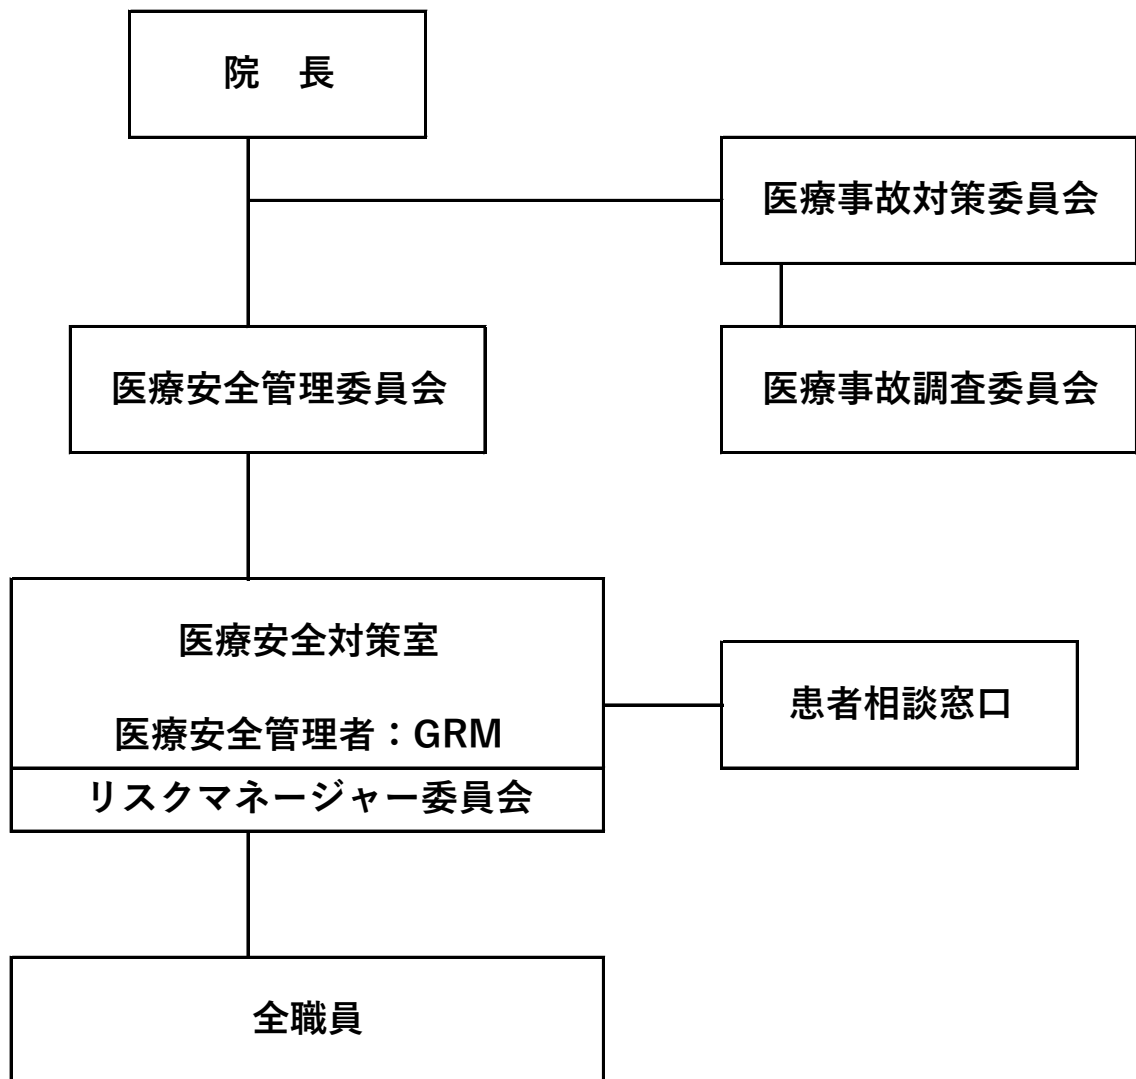 院　長
医療事故対策委員会
医療安全管理委員会
医療事故調査委員会
医療安全対策室
医療安全管理者：GRM
リスクマネージャー委員会
患者相談窓口
全職員